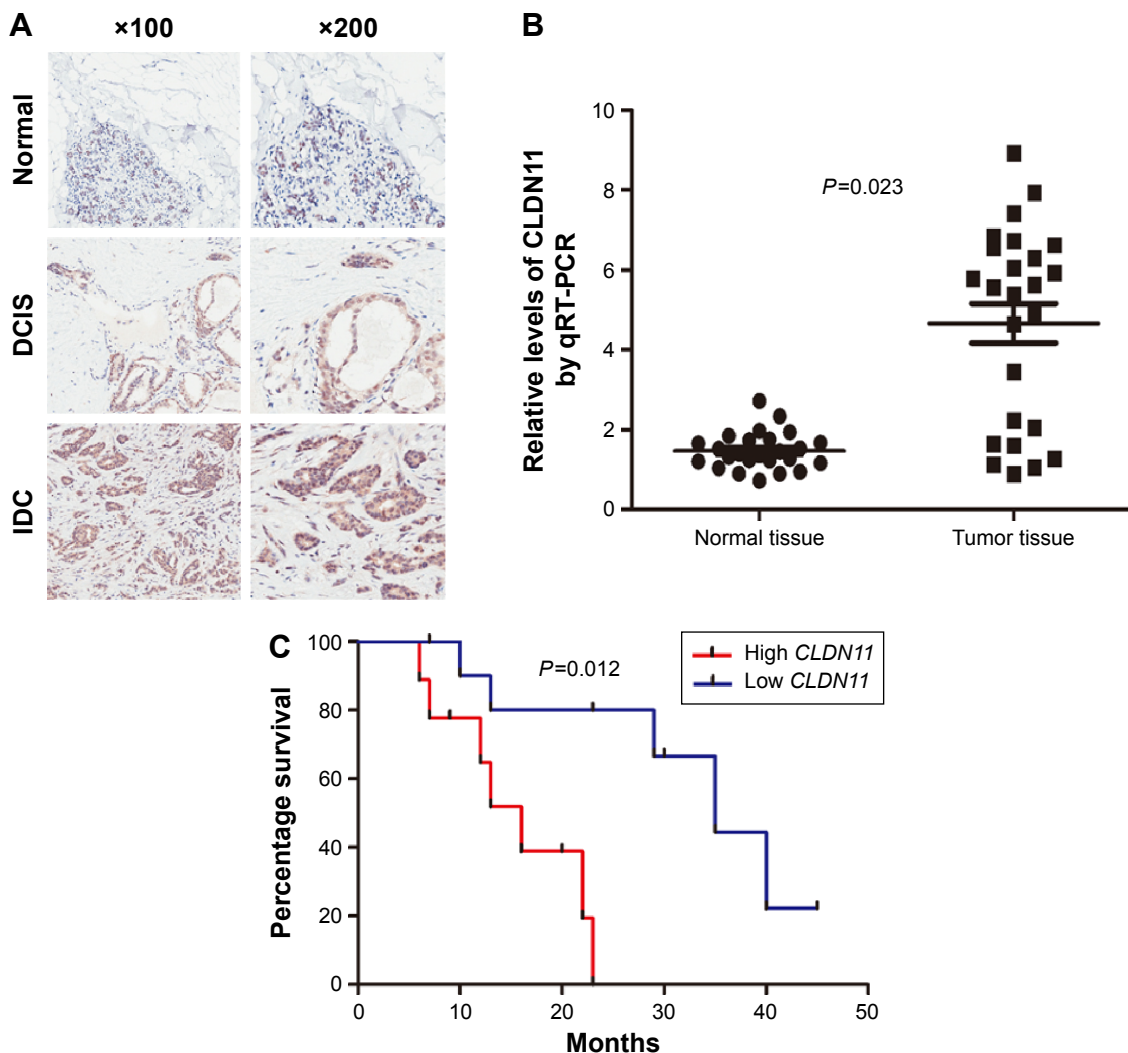 A
×100
×200
Normal
DCIS
IDC
B
Relative levels of CLDN11
by qRT-PCR
10
8
6
4
2
0
P=0.023
Normal tissue
Tumor tissue
C
Percentage survival
100
80
60
40
20
0
P=0.012
High CLDN11
Low CLDN11
0
10
20
30
40
50
Months